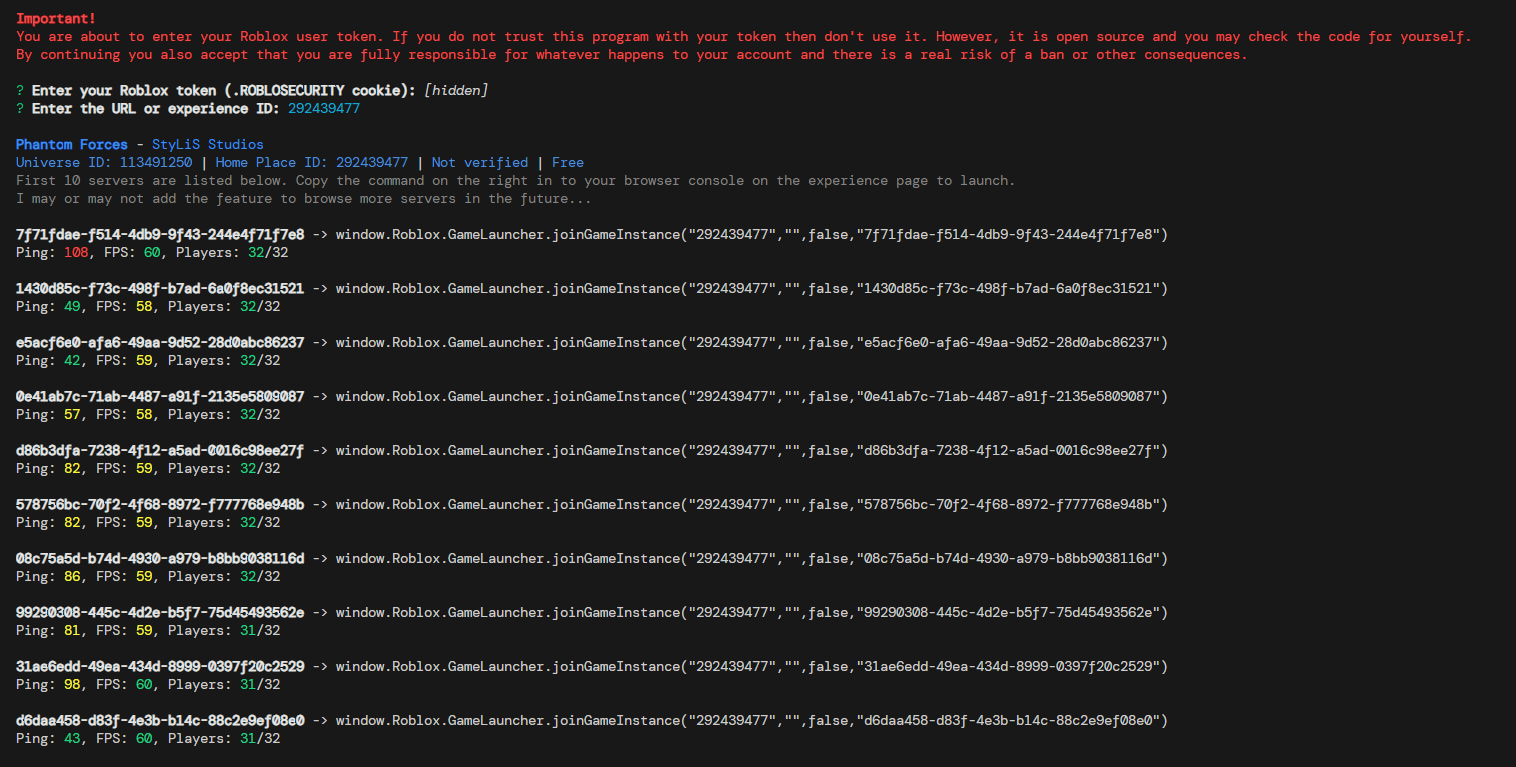 Important!
You are about to enter your Roblox user token. If you do not trust this program with your token then don't use it. However, it is open source and you may check the code for yourself.
By continuing you also accept that you are fully responsible for whatever happens to your account and there is a real risk of a ban or other consequences.
? Enter your Roblox token (.ROBLOSECURITY cookie): [hidden]
? Enter the URL or experience ID: 292439477
Phantom Forces - StyLiS Studios
Universe ID: 113491250 | Home Place ID: 292439477 | Not verified | Free
First 10 servers are listed below. Copy the command on the right in to your browser console on the experience page to launch.
I may or may not add the feature to browse more servers in the future...
7f71fdae-f514-4db9-9f43-244e4f71f7e8 -> window.Roblox.GameLauncher.joinGameInstance("292439477","",false,"7f71fdae-f514-4db9-9f43-244e4f71f7e8")
Ping: 108, FPS: 60, Players: 32/32
1430d85c-f73c-498f-b7ad-6a0f8ec31521 -> window.Roblox.GameLauncher.joinGameInstance("292439477","",false,"1430d85c-f73c-498f-b7ad-6a0f8ec31521")
Ping: 49, FPS: 58, Players: 32/32
e5acf6e0-afa6-49aa-9d52-28d0abc86237 -> window.Roblox.GameLauncher.joinGameInstance("292439477","",false,"e5acf6e0-afa6-49aa-9d52-28d0abc86237")
Ping: 42, FPS: 59, Players: 32/32
0e41ab7c-71ab-4487-a91f-2135e5809087 -> window.Roblox.GameLauncher.joinGameInstance("292439477","",false,"0e41ab7c-71ab-4487-a91f-2135e5809087")
Ping: 57, FPS: 58, Players: 32/32
d86b3dfa-7238-4f12-a5ad-0016c98ee27f -> window.Roblox.GameLauncher.joinGameInstance("292439477","",false,"d86b3dfa-7238-4f12-a5ad-0016c98ee27f")
Ping: 82, FPS: 59, Players: 32/32
578756bc-70f2-4f68-8972-f777768e948b -> window.Roblox.GameLauncher.joinGameInstance("292439477","",false,"578756bc-70f2-4f68-8972-f777768e948b")
Ping: 82, FPS: 59, Players: 32/32
08c75a5d-b74d-4930-a979-b8bb9038116d -> window.Roblox.GameLauncher.joinGameInstance("292439477","",false,"08c75a5d-b74d-4930-a979-b8bb9038116d")
Ping: 86, FPS: 59, Players: 32/32
99290308-445c-4d2e-b5f7-75d45493562e -> window.Roblox.GameLauncher.joinGameInstance("292439477","",false,"99290308-445c-4d2e-b5f7-75d45493562e")
Ping: 81, FPS: 59, Players: 31/32
31ae6edd-49ea-434d-8999-0397f20c2529 -> window.Roblox.GameLauncher.joinGameInstance("292439477","",false,"31ae6edd-49ea-434d-8999-0397f20c2529")
Ping: 98, FPS: 60, Players: 31/32
d6daa458-d83f-4e3b-b14c-88c2e9ef08e0 -> window.Roblox.GameLauncher.joinGameInstance("292439477","",false,"d6daa458-d83f-4e3b-b14c-88c2e9ef08e0")
Ping: 43, FPS: 60, Players: 31/32